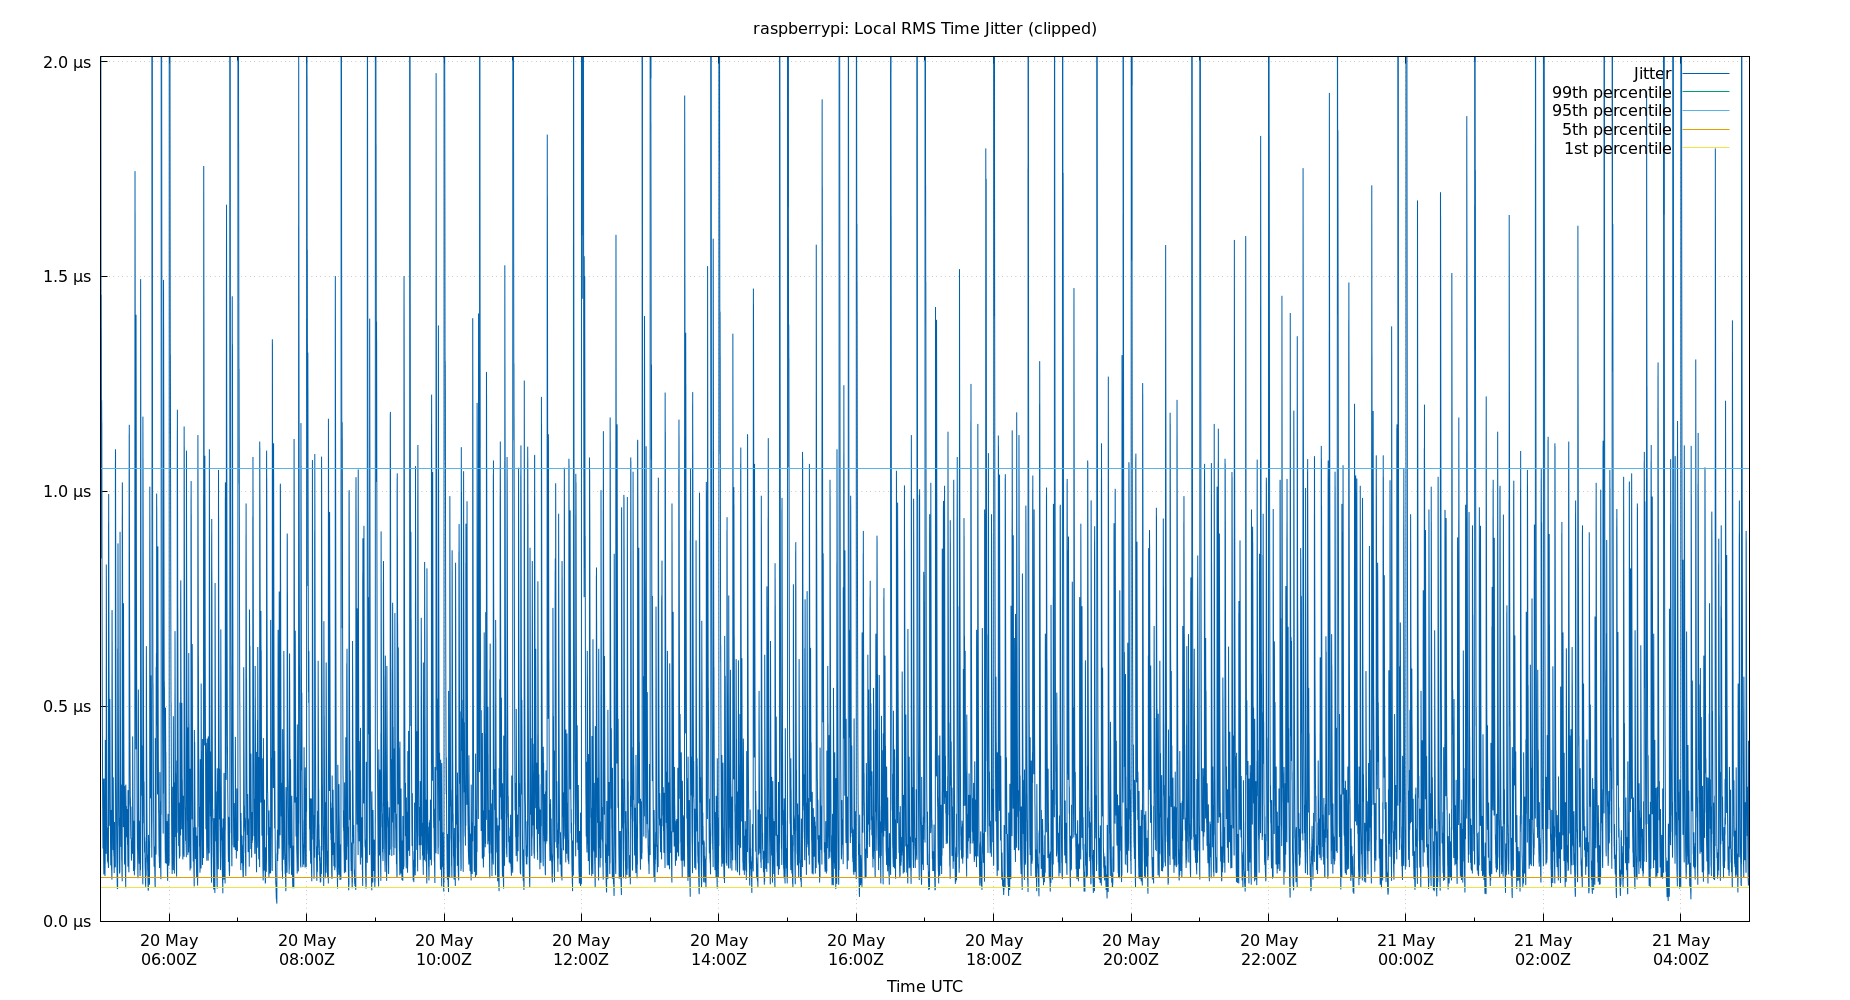 raspberrypi: Local RMS Time Jitter (clipped)
2.0 µs
1.5 µs
1.0 µs
0.5 µs
0.0 µs
Jitter
99th percentile
95th percentile
5th percentile
1st percentile
20 May 20 May 20 May 20 May 20 May 20 May 20 May 20 May 20 May 21 May 21 May 21 May
06:00Z 08:00Z 10:00Z 12:00Z 14:00Z 16:00Z 18:00Z 20:00Z 22:00Z 00:00Z 02:00Z 04:00Z
Time UTC